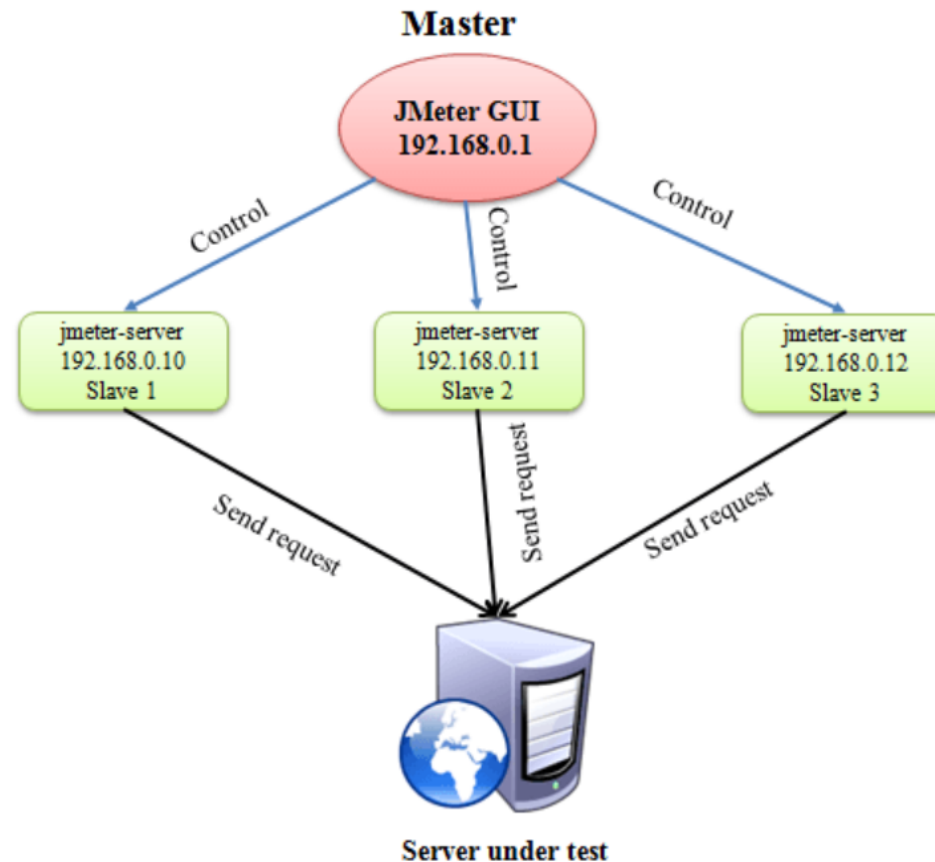 Master
JMeter GUI
192.168.0.1
Control
Control
Control
jmeter-server
192.168.0.10
Slave 1
jmeter-server
192.168.0.11
Slave 2
jmeter-server
192.168.0.12
Slave 3
Send request
Send request
Send request
Server under test